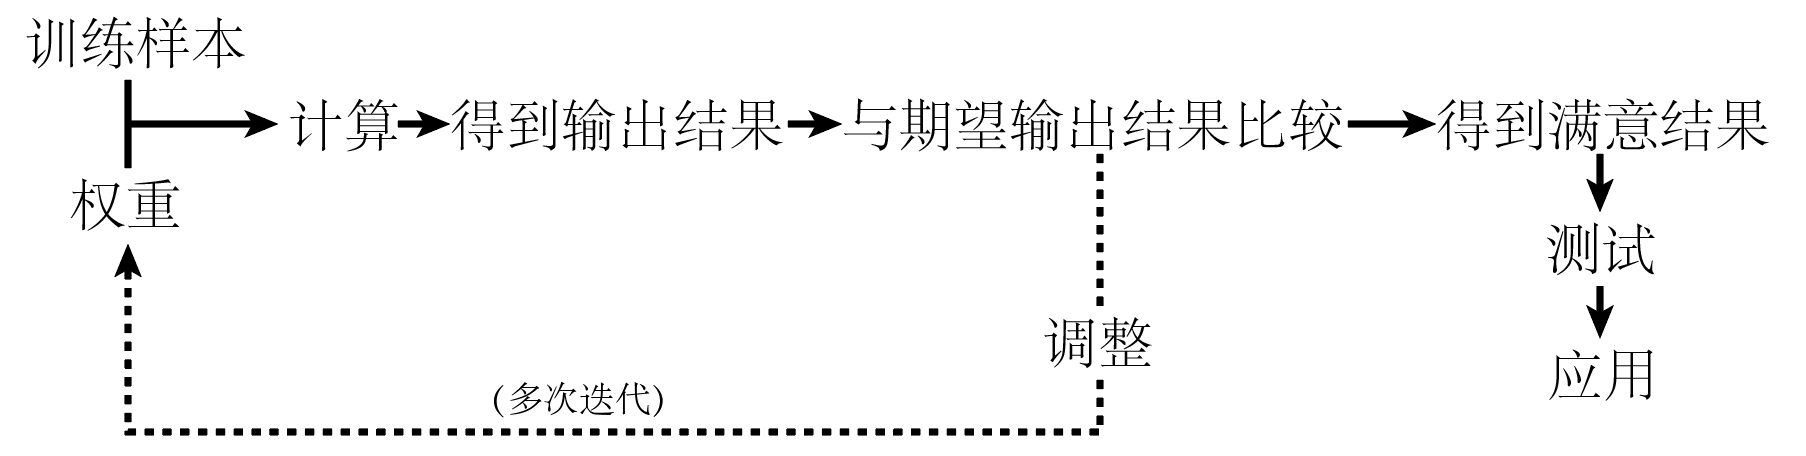 训练样本
计算
得到输出结果
与期望输出结果比较
得到满意结果
权重
测试
调整
应用
(多次迭代)